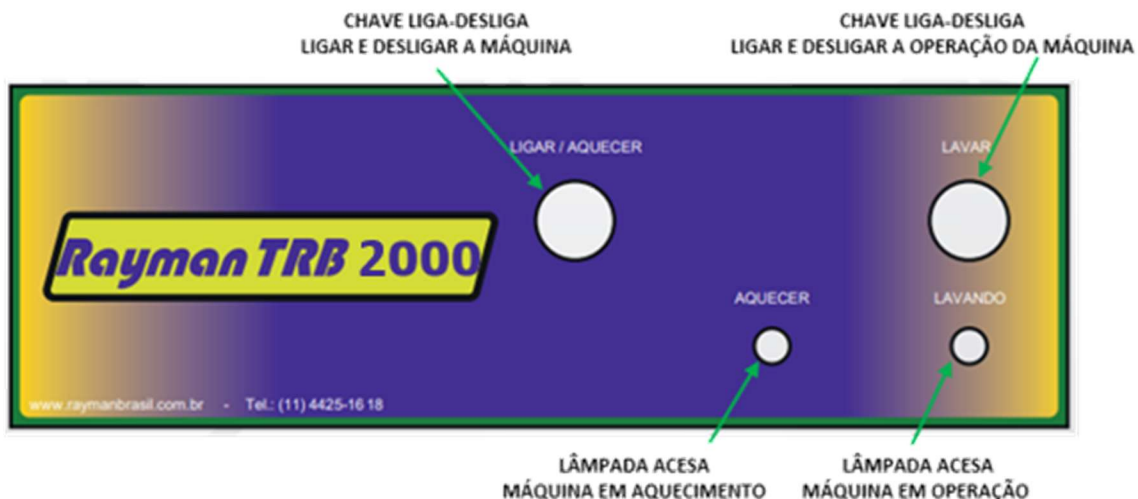 CHAVE LIGA-DESLIGA
LIGAR E DESLIGAR A MÁQUINA
CHAVE LIGA-DESLIGA
LIGAR E DESLIGAR A OPERAÇÃO DA MÁQUINA
LIGAR / AQUECER
LAVAR
Rayman TRB 2000
AQUECER
LAVANDO
www.raymanbrasil.com.br - Tel.: (11) 4425-1618
LÂMPADA ACESA
MÁQUINA EM AQUECIMENTO
LÂMPADA ACESA
MÁQUINA EM OPERAÇÃO